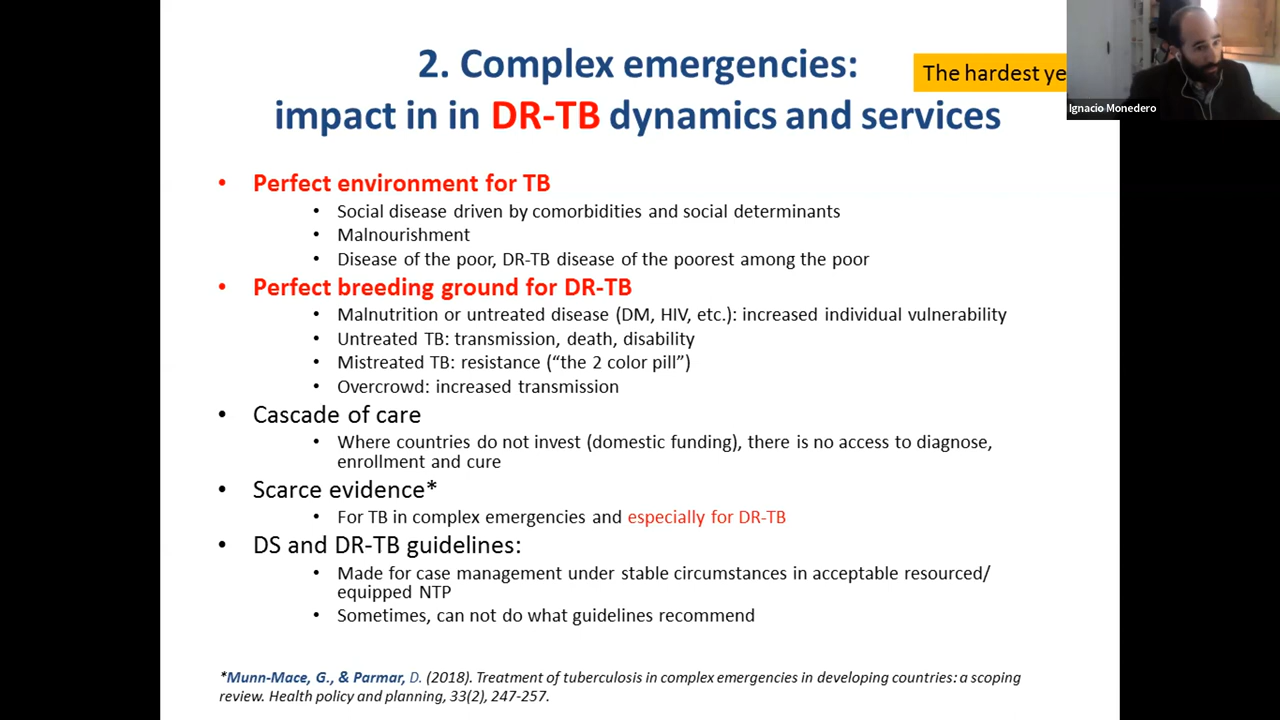 2. Complex emergencies:
impact in in DR-TB dynamics and services
The hardest
Ignacio Monedero
• Perfect environment for TB
• Social disease driven by comorbidities and social determinants
• Malnourishment
• Disease of the poor, DR-TB disease of the poorest among the poor
• Perfect breeding ground for DR-TB
• Malnutrition or untreated disease (DM, HIV, etc.): increased individual vulnerability
• Untreated TB: transmission, death, disability
• Mistreated TB: resistance (“the 2 color pill”)
• Overcrowd: increased transmission
• Cascade of care
• Where countries do not invest (domestic funding), there is no access to diagnose,
enrollment and cure
• Scarce evidence*
• For TB in complex emergencies and especially for DR-TB
• DS and DR-TB guidelines:
• Made for case management under stable circumstances in acceptable resourced/
equipped NTP
• Sometimes, can not do what guidelines recommend
*Munn-Mace, G., & Parmar, D. (2018). Treatment of tuberculosis in complex emergencies in developing countries: a scoping
review. Health policy and planning, 33(2), 247-257.